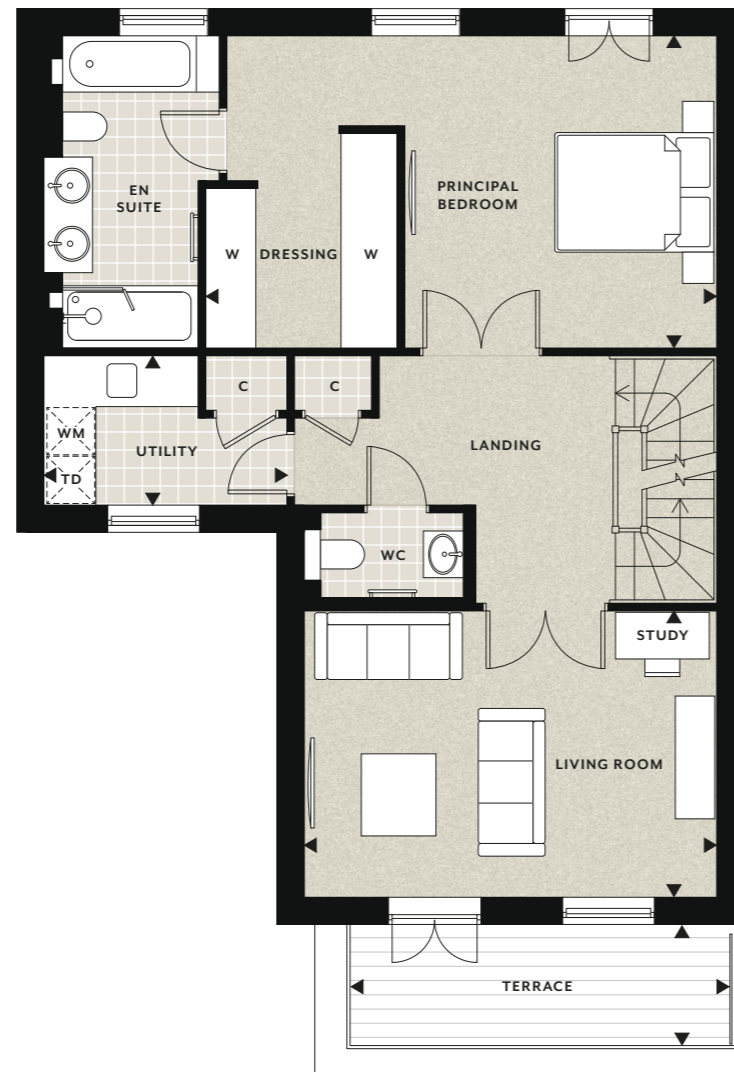 PRINCIPAL
BEDROOM
EN
SUITE
W
DRESSING
W
C
C
WM
UTILITY
TD
LANDING
WC
STUDY
LIVING ROOM
TERRACE